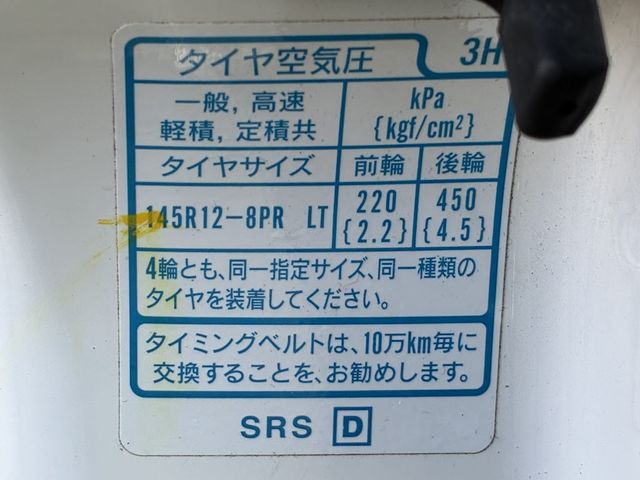 タイヤ空気圧 3H
一般, 高速 kPa
軽積, 定積共 {kgf/cm²}
タイヤサイズ 前輪 後輪
145R12-8PR LT 220 450
{2.2} {4.5}
4輪とも、同一指定サイズ、同一種類の
タイヤを装着してください。
タイミングベルトは、10万km毎に
交換することを、お勧めします。
SRS D